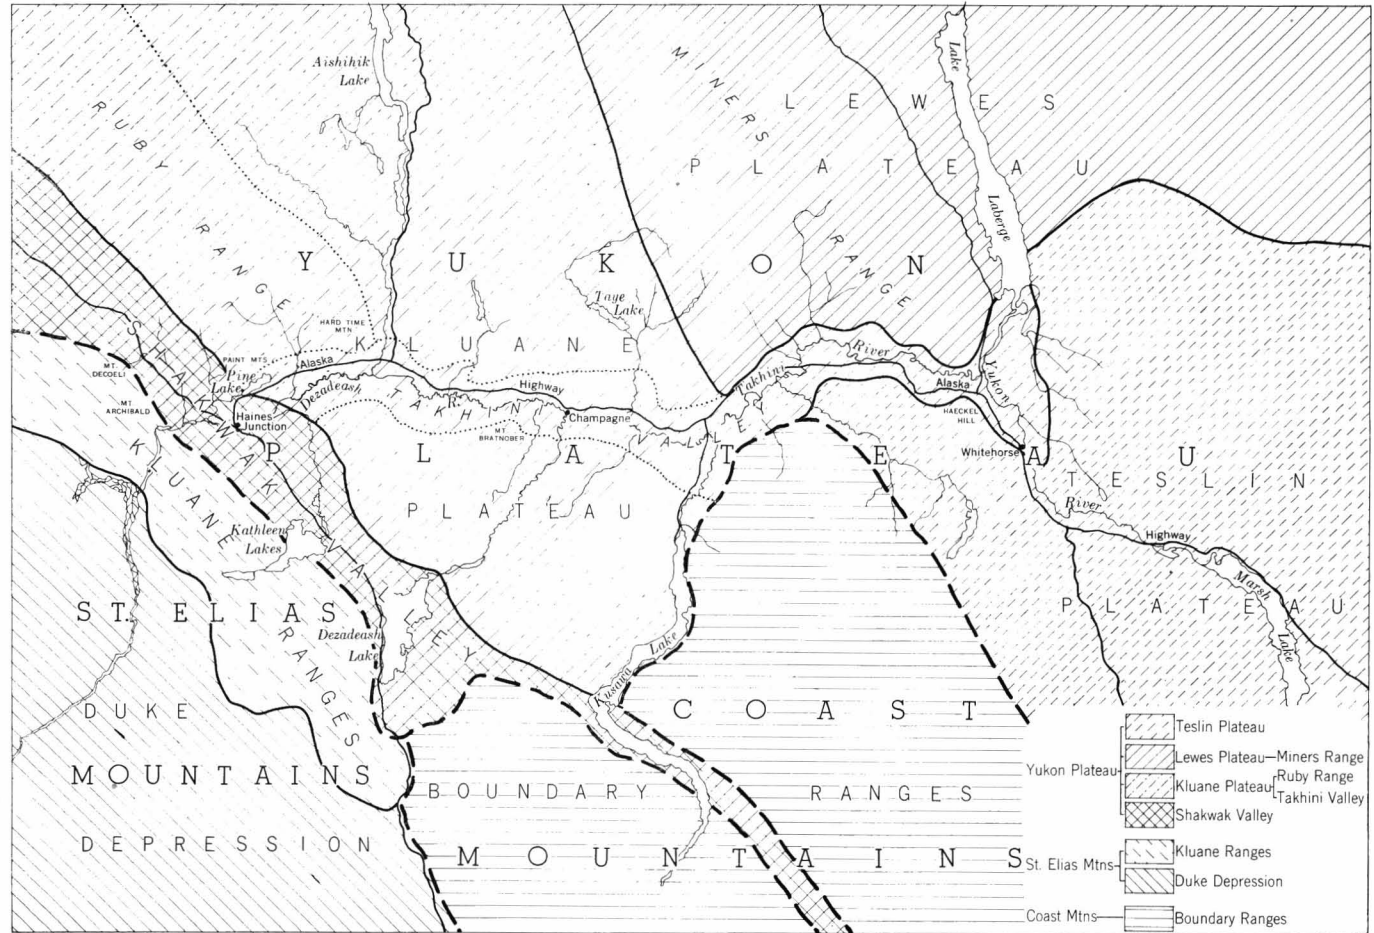 Aishihik
Lake
Lake
Laberge
MINERS
RANGE
LEWES
PLATEAU
RUBY
RANGE
YUKON
PLATEAU
Taye
Lake
HARD TIME
MTN
KLUANE
PLATEAU
PAINT MTS
Pine
Lake
Alaska
Highway
Dezadeash
R.
TAKHINI
VALLEY
Champagne
MT
BRATNOBER
Takhini
River
Alaska
Yukon
HAECKEL
HILL
Whitehorse
River
Highway
Marsh
Lake
TESLIN
PLATEAU
SHAKWAK
VALLEY
MT.
DECOELI
MT
ARCHIBALD
Haines
Junction
KLUANE
RANGES
Kathleen
Lakes
Dezadeash
Lake
Kusawa
Lake
ST. ELIAS
MOUNTAINS
DUKE
DEPRESSION
COAST
MOUNTAINS
BOUNDARY
RANGES
Yukon Plateau
Teslin Plateau
Lewes Plateau Miners Range
Kluane Plateau Ruby Range
Takhini Valley
Shakwak Valley
St. Elias Mtns
Kluane Ranges
Duke Depression
Coast Mtns
Boundary Ranges